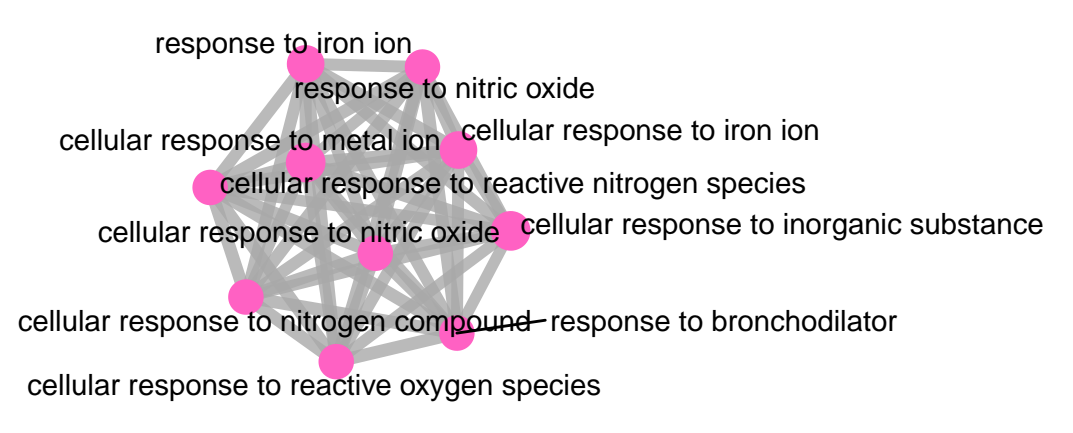 response to iron ion
response to nitric oxide
cellular response to iron ion
cellular response to metal ion
cellular response to reactive nitrogen species
cellular response to inorganic substance
cellular response to nitric oxide
cellular response to nitrogen compound
response to bronchodilator
cellular response to reactive oxygen species